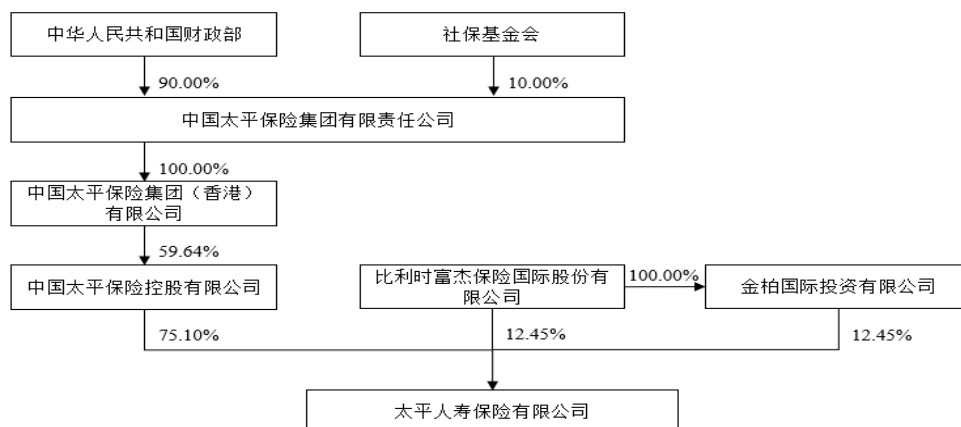 中华人民共和国财政部
社保基金会
90.00%
10.00%
中国太平保险集团有限责任公司
100.00%
中国太平保险集团（香港）
有限公司
59.64%
中国太平保险控股有限公司
比利时富杰保险国际股份有
限公司
100.00%
金柏国际投资有限公司
75.10%
12.45%
12.45%
太平人寿保险有限公司